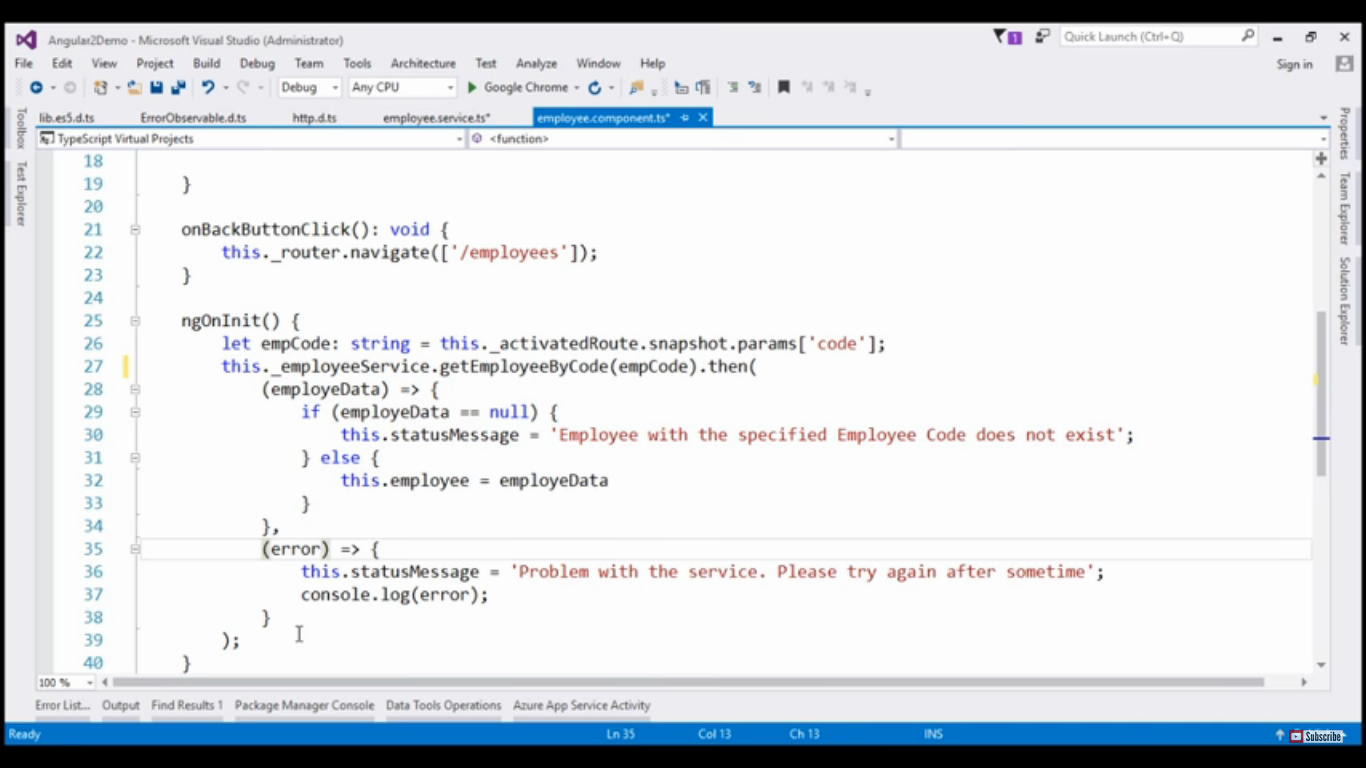 Angular2Demo - Microsoft Visual Studio (Administrator)
1
Quick Launch (Ctrl+Q)
File Edit View Project Build Debug Team Tools Architecture Test Analyze Window Help
Sign in
Debug Any CPU Google Chrome
lib.es5.d.ts ErrorObservable.d.ts http.d.ts employee.service.ts* employee.component.ts*
TypeScript Virtual Projects <function>
Toolbox
Test Explorer
Properties
Team Explorer
Solution Explorer
18
19 }
20
21 onBackButtonClick(): void {
22 this._router.navigate(['/employees']);
23 }
24
25 ngOnInit() {
26 let empCode: string = this._activatedRoute.snapshot.params['code'];
27 this._employeeService.getEmployeeByCode(empCode).then(
28 (employeData) => {
29 if (employeData == null) {
30 this.statusMessage = 'Employee with the specified Employee Code does not exist';
31 } else {
32 this.employee = employeData
33 }
34 },
35 (error) => {
36 this.statusMessage = 'Problem with the service. Please try again after sometime';
37 console.log(error);
38 }
39 );
40 }
100 %
Error List... Output Find Results 1 Package Manager Console Data Tools Operations Azure App Service Activity
Ready Ln 35 Col 13 Ch 13 INS
Subscribe